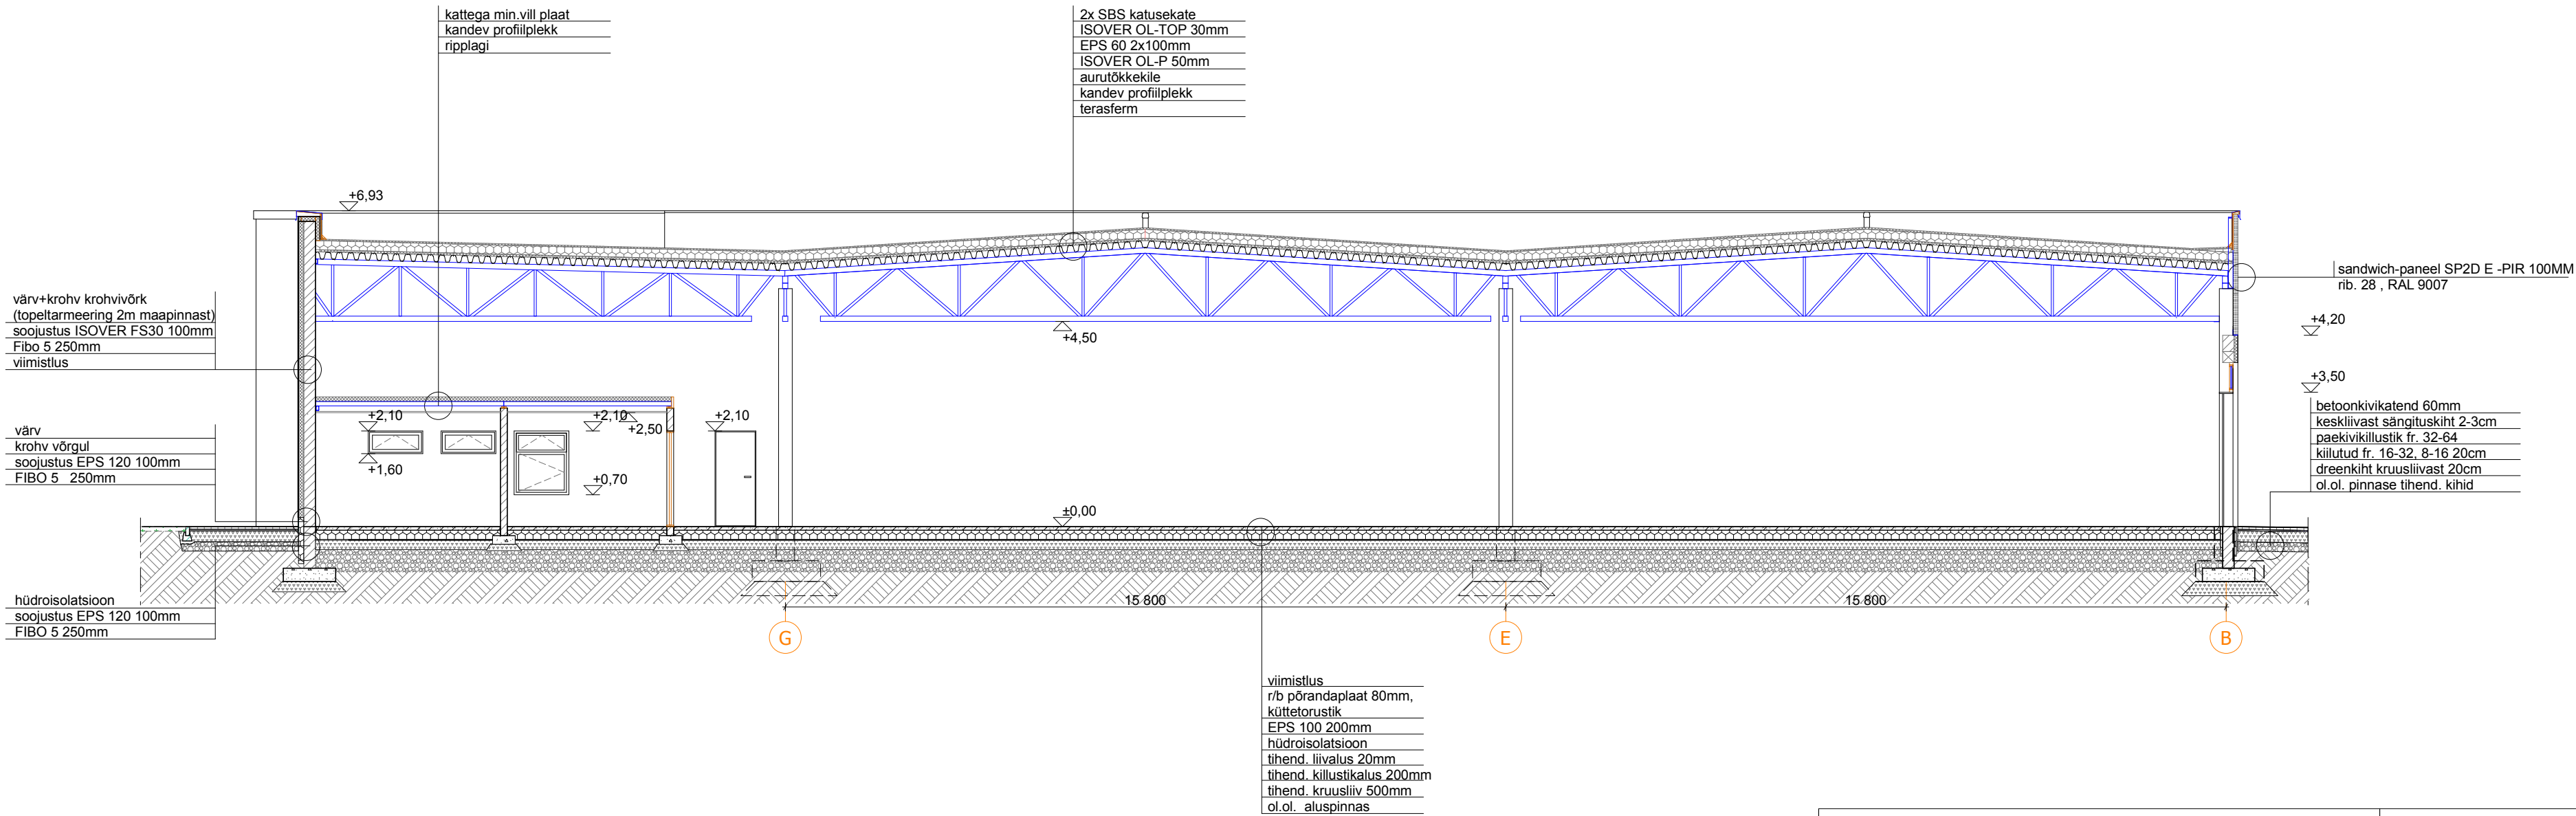 kattega min.vill plaat
kandev profiilplekk
ripplagi
2x SBS katusekate
ISOVER OL-TOP 30mm
EPS 60 2x100mm
ISOVER OL-P 50mm
aurutõkkekile
kandev profiilplekk
terasferm
+6,93
sandwich-paneel SP2D E -PIR 100MM
rib. 28 , RAL 9007
värv+krohv krohvivõrk
(topeltarmeering 2m maapinnast)
soojustus ISOVER FS30 100mm
Fibo 5 250mm
viimistlus
+4,50
+4,20
+3,50
betoonkivikatend 60mm
keskliivast sängituskiht 2-3cm
paekivikillustik fr. 32-64
kiilutud fr. 16-32, 8-16 20cm
dreenkiht kruusliivast 20cm
ol.ol. pinnase tihend. kihid
värv
krohv võrgul
soojustus EPS 120 100mm
FIBO 5 250mm
+2,10
+2,10
+2,50
+2,10
+1,60
+0,70
±0,00
hüdroisolatsioon
soojustus EPS 120 100mm
FIBO 5 250mm
15 800
15 800
G
E
B
viimistlus
r/b põrandaplaat 80mm,
küttetorustik
EPS 100 200mm
hüdroisolatsioon
tihend. liivalus 20mm
tihend. killustikalus 200mm
tihend. kruusliiv 500mm
ol.ol. aluspinnas